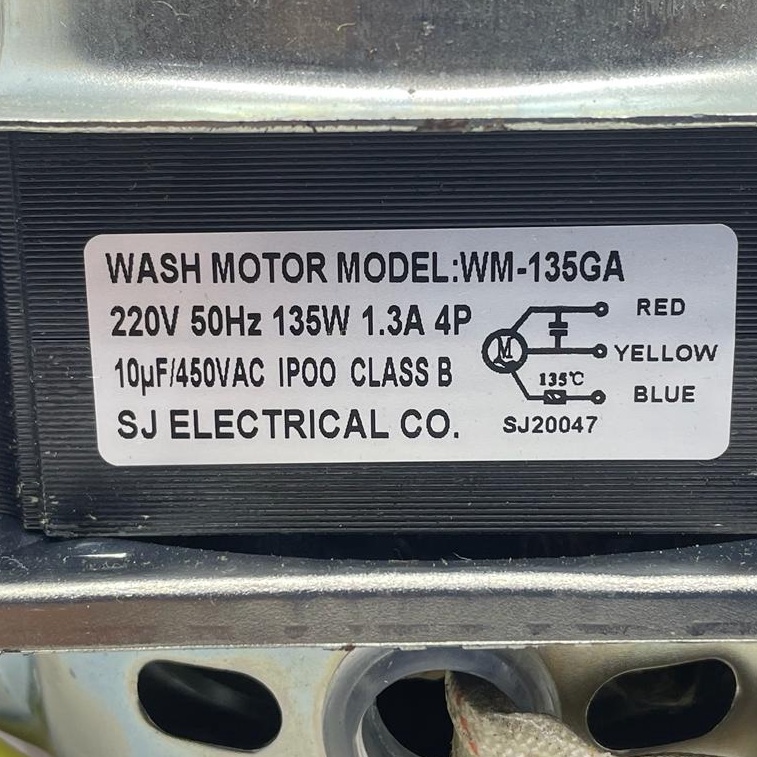 WASH MOTOR MODEL:WM-135GA
220V 50Hz 135W 1.3A 4P
10μF/450VAC IPOO CLASS B
SJ ELECTRICAL CO.
M
RED
YELLOW
135℃
BLUE
SJ20047